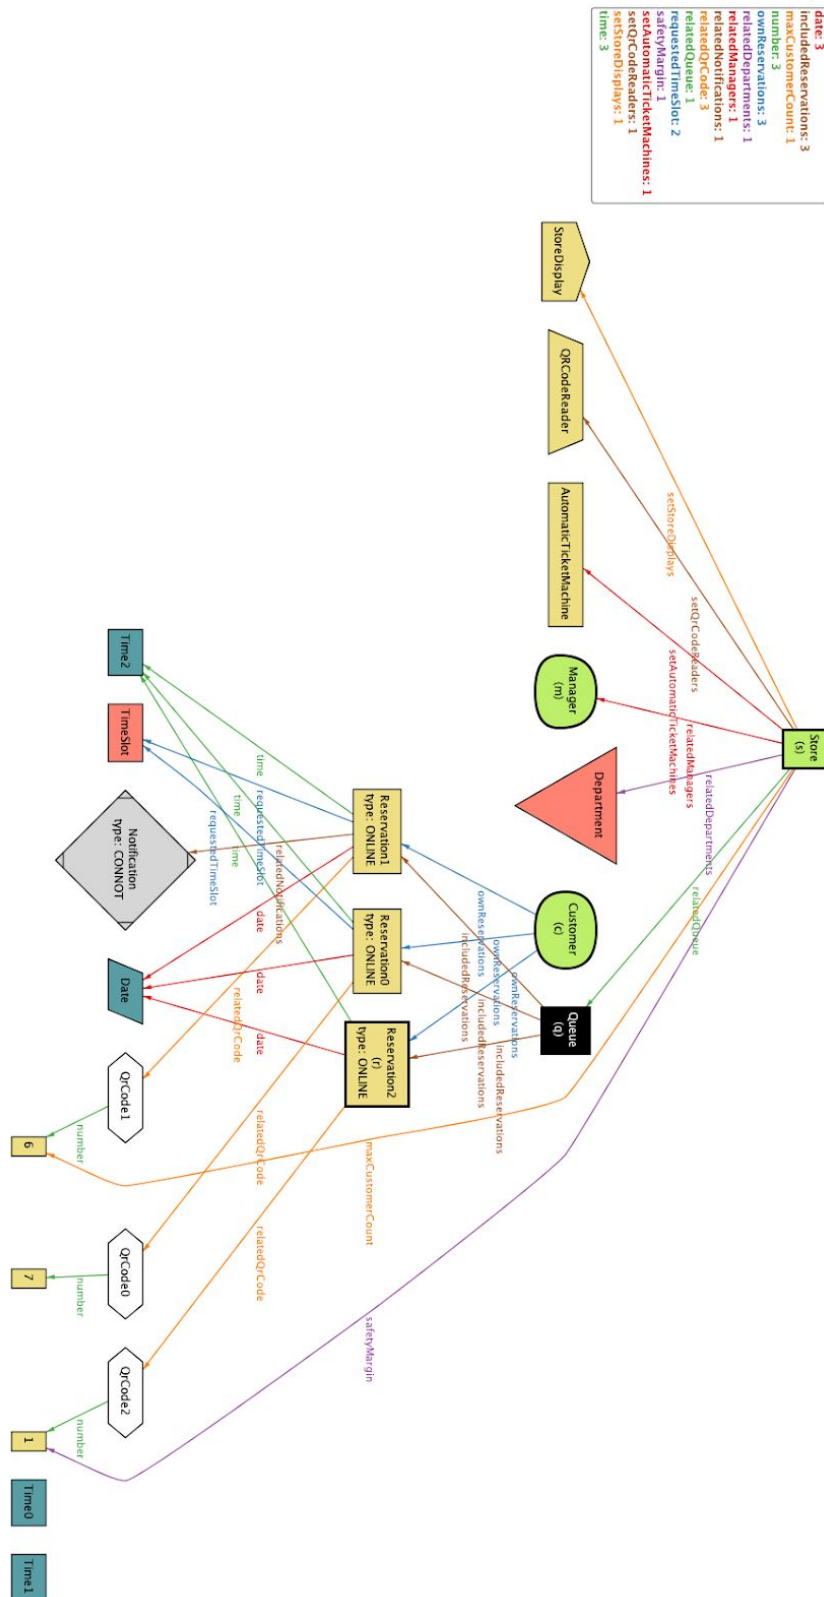 date: 3
includedReservations: 3
maxCustomerCount: 1
number: 3
ownReservations: 3
relatedDepartments: 1
relatedManagers: 1
relatedNotifications: 1
relatedQrCode: 3
relatedQueue: 1
requestedTimeSlot: 2
safetyMargin: 1
setAutomaticTicketMachines: 1
setQrCodeReaders: 1
setStoreDisplays: 1
time: 3
Store
(s)
setStoreDisplays
setQrCodeReaders
setAutomaticTicketMachines
relatedManagers
relatedDepartments
relatedQueue
StoreDisplay
QRCodeReader
AutomaticTicketMachine
Manager
(m)
Department
Customer
(c)
Queue
(q)
ownReservations
ownReservations
ownReservations
includedReservations
includedReservations
includedReservations
Reservation1
type: ONLINE
Reservation0
type: ONLINE
Reservation2
(r)
type: ONLINE
maxCustomerCount
safetyMargin
time
time
time
requestedTimeSlot
requestedTimeSlot
relatedNotifications
date
date
date
relatedQrCode
relatedQrCode
relatedQrCode
Time2
TimeSlot
Notification
type: CONNOT
Date
QrCode1
QrCode0
QrCode2
number
number
number
6
7
1
Time0
Time1